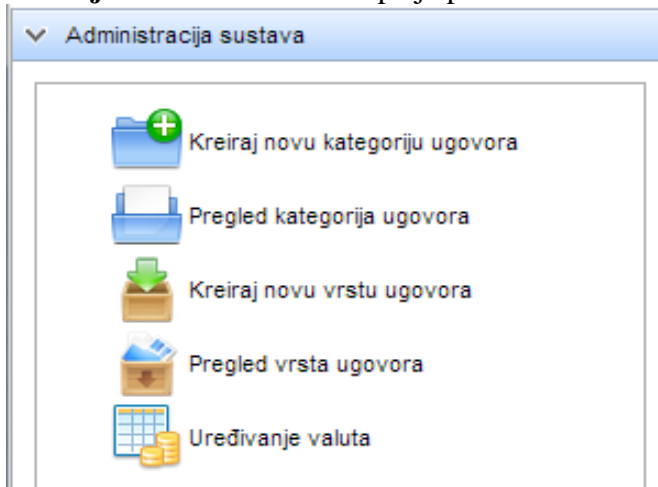 Administracija sustava
Kreiraj novu kategoriju ugovora
Pregled kategorija ugovora
Kreiraj novu vrstu ugovora
Pregled vrsta ugovora
Uređivanje valuta